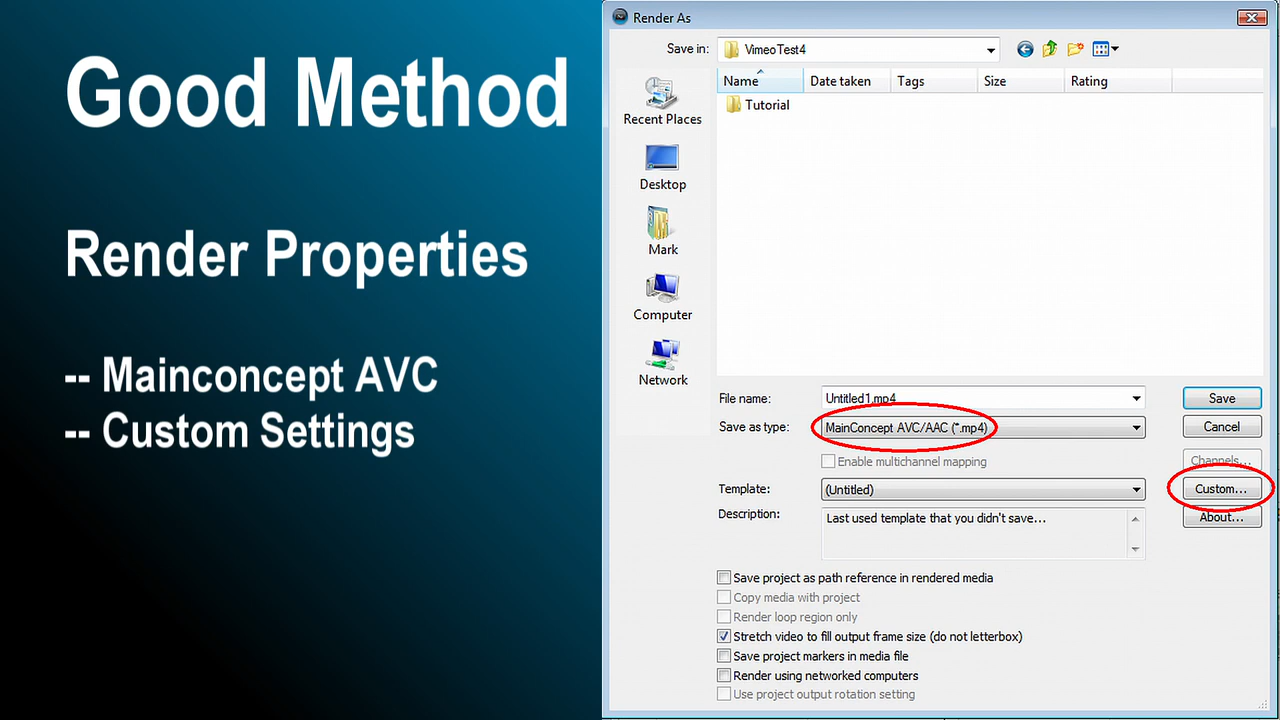 Good Method
Render Properties
-- Mainconcept AVC
-- Custom Settings
Render As
Save in: VimeoTest4
Name Date taken Tags Size Rating
Tutorial
Recent Places
Desktop
Mark
Computer
Network
File name: Untitled1.mp4 Save
Save as type: MainConcept AVC/AAC (*.mp4) Cancel
Enable multichannel mapping Channels...
Template: (Untitled) Custom...
Description: Last used template that you didn't save... About...
Save project as path reference in rendered media
Copy media with project
Render loop region only
Stretch video to fill output frame size (do not letterbox)
Save project markers in media file
Render using networked computers
Use project output rotation setting